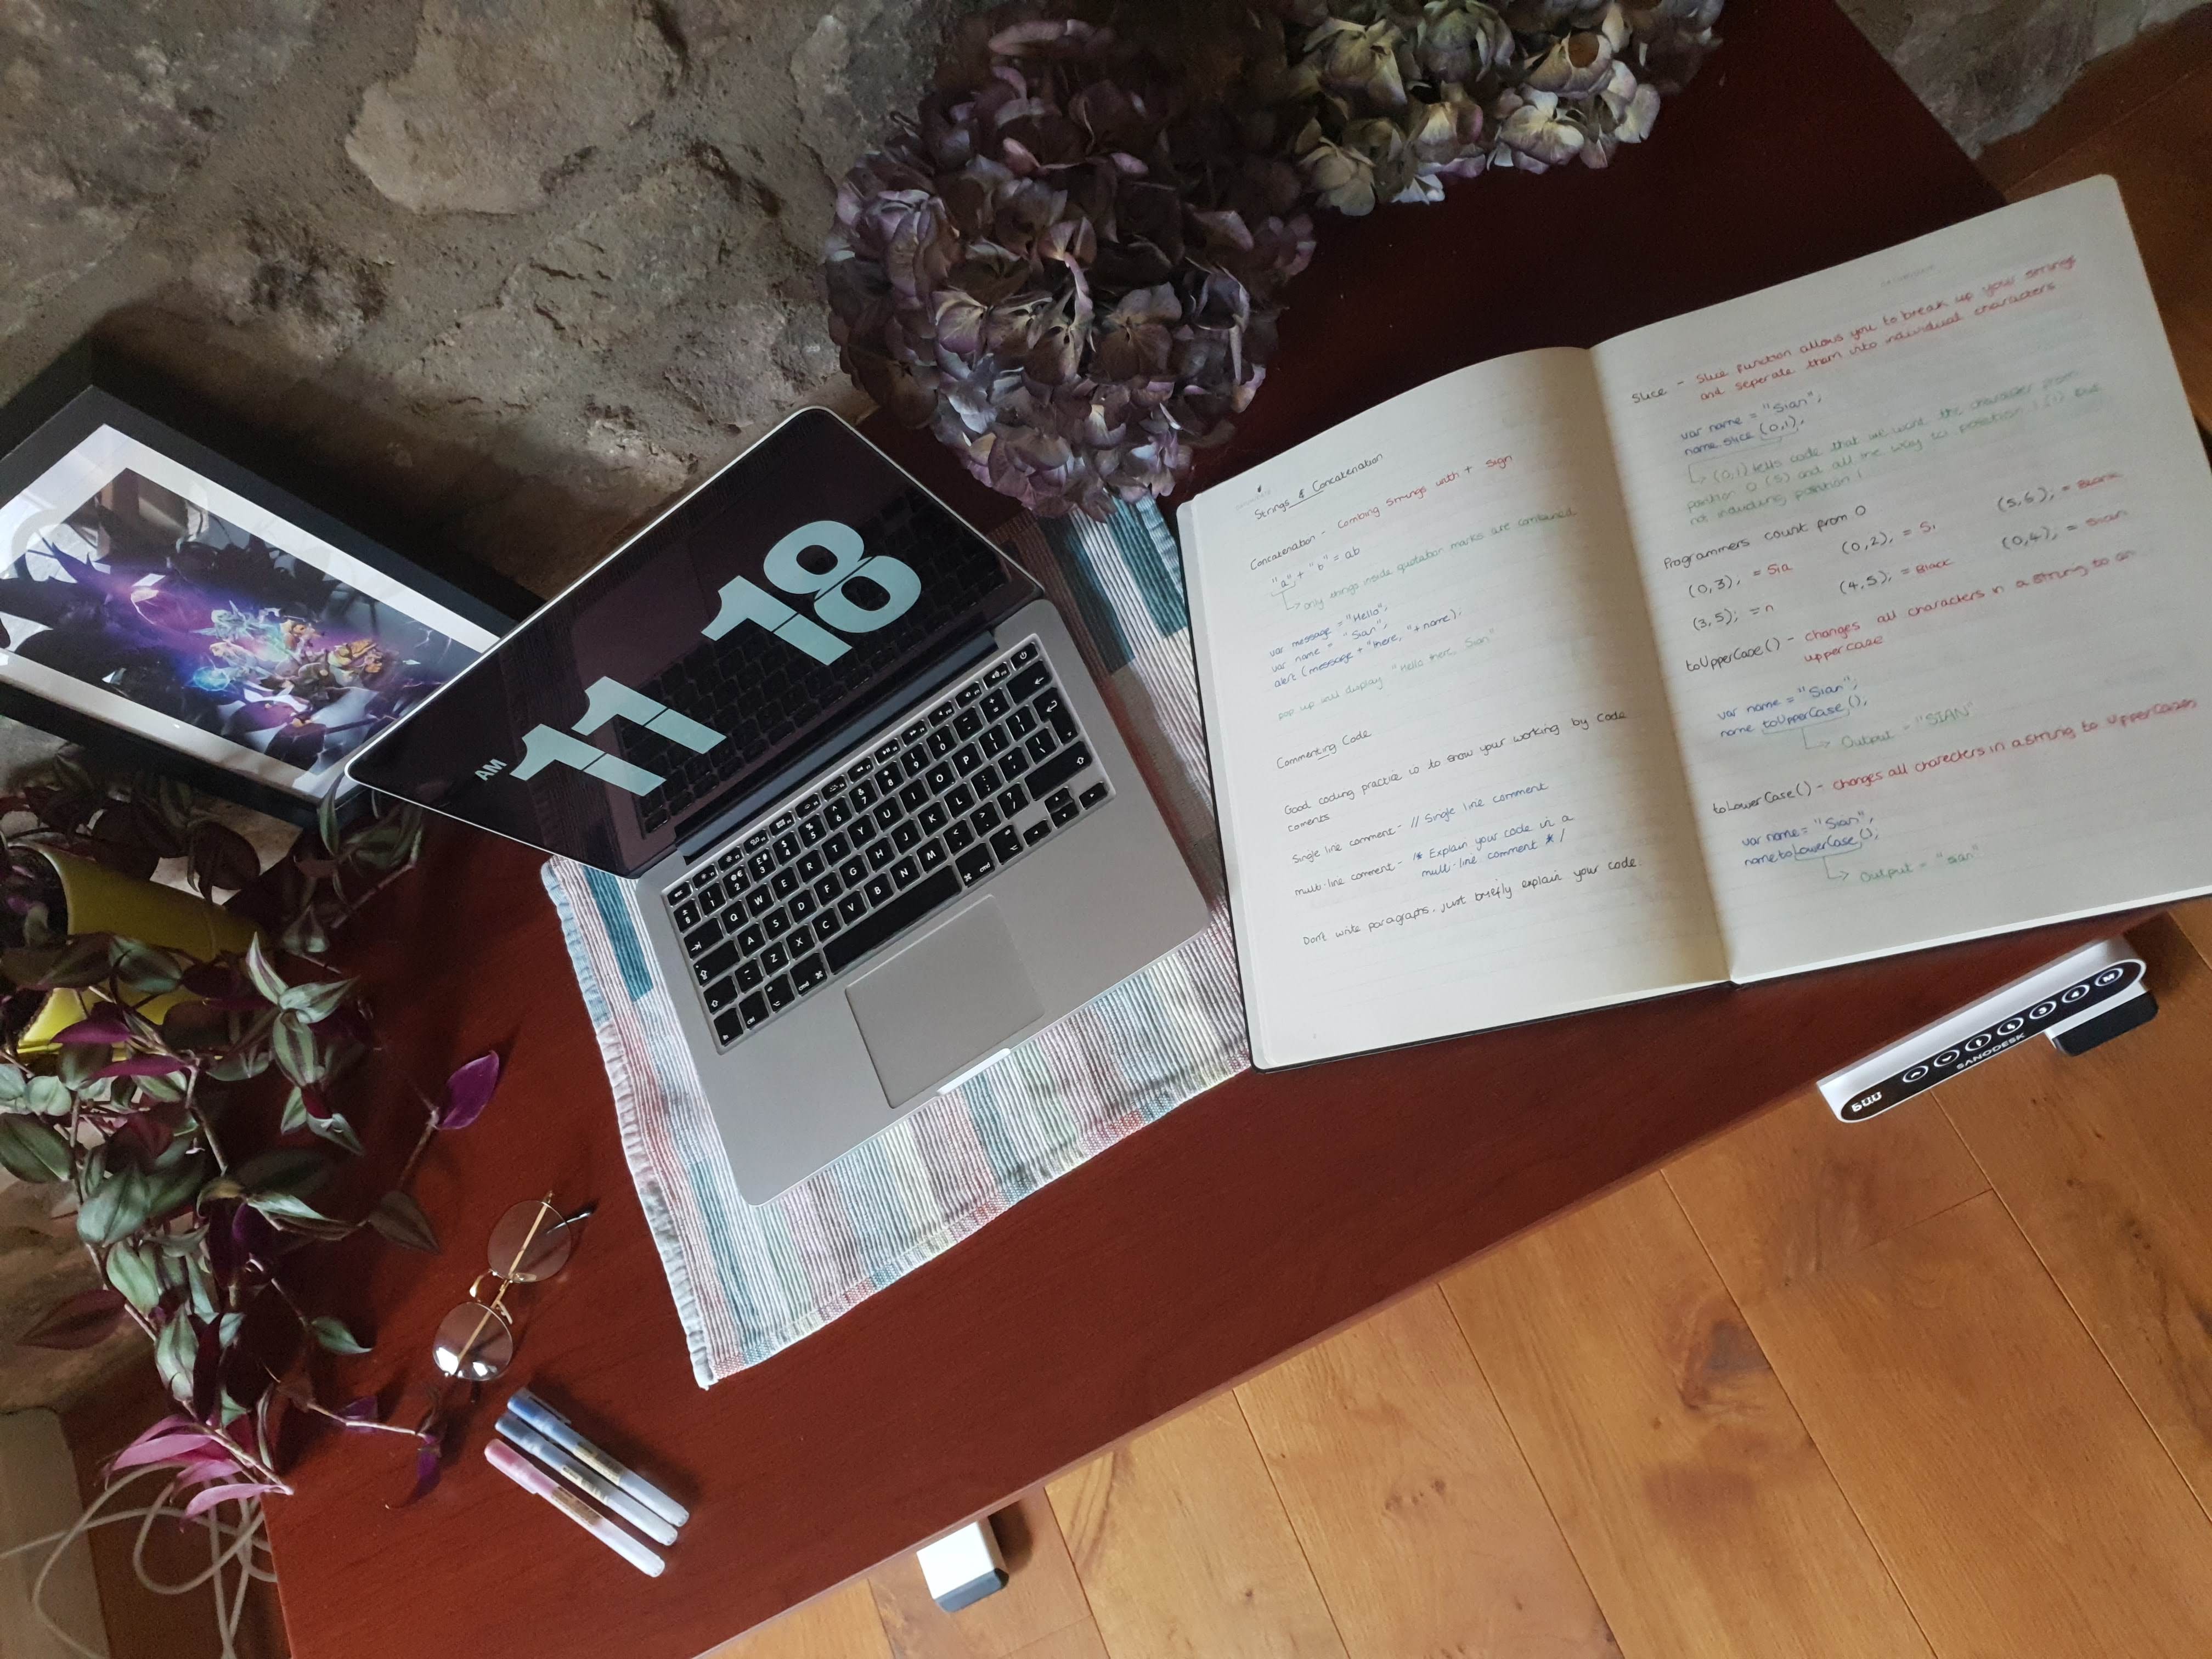 AM
11 18
Strings & Concatenation
Concatenation - Combing Strings with + sign
"a" + "b" = ab
only things inside quotation marks are combined
var message = "Hello";
var name = "Sian";
alert (message + "there, "+ name);
pop up will display "Hello there, Sian"
Commenting Code
Good coding practice is to show your working by code
coments
Single line comment - // Single line comment
multi-line comment - /* Explain your code in a
multi-line comment */
Don't write paragraphs, just briefly explain your code.
Slice - Slice function allows you to break up your strings
and seperate them into individual characters
var name = "Sian";
name.slice (0,1);
(0,1) tells code that we want the character from
position 0 (S) and all the way to position 1 (i) but
not including position 1
Programmers count from 0
(0,3), = Sia
(0,2), = Si
(5,6), = Blank
(3,5); = n
(4,5), = Blank
(0,4), = Sian
toUpperCase() - changes all characters in a string to an
uppercase
var name = "Sian";
name toUpperCase();
Output = "SIAN"
toLowerCase() - changes all charecters in a string to UpperCases
var name = "Sian";
name toLowerCase();
Output = "sian"
SANODESK